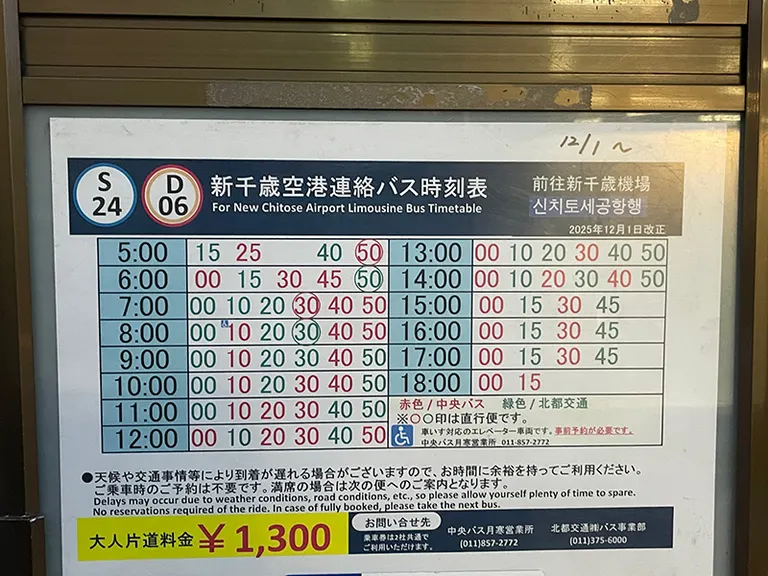 12/1 ~
S 24 D 06 新千歳空港連絡バス時刻表 前往新千歳機場
For New Chitose Airport Limousine Bus Timetable 신치토세공항행
2025年12月1日改正
5:00 15 25 40 50 13:00 00 10 20 30 40 50
6:00 00 15 30 45 50 14:00 00 10 20 30 40 50
7:00 00 10 20 30 40 50 15:00 00 15 30 45
8:00 00 10 20 30 40 50 16:00 00 15 30 45
9:00 00 10 20 30 40 50 17:00 00 15 30 45
10:00 00 10 20 30 40 50 18:00 00 15
11:00 00 10 20 30 40 50 赤色/中央バス 緑色/北都交通
※○○印は直行便です。
12:00 00 10 20 30 40 50 車いす対応のエレベーター車両です。事前予約が必要です。
中央バス月寒営業所 011-857-2772
●天候や交通事情等により到着が遅れる場合がございますので、お時間に余裕を持ってご利用ください。
ご乗車時のご予約は不要です。満席の場合は次の便へのご案内となります。
Delays may occur due to weather conditions, road conditions, etc., so please allow yourself plenty of time to spare.
No reservations required of the ride. In case of fully booked, please take the next bus.
大人片道料金 ¥1,300
お問い合せ先
乗車券は2社共通で
ご利用いただけます。
中央バス月寒営業所
(011)857-2772
北都交通㈱バス事業部
(011)375-6000